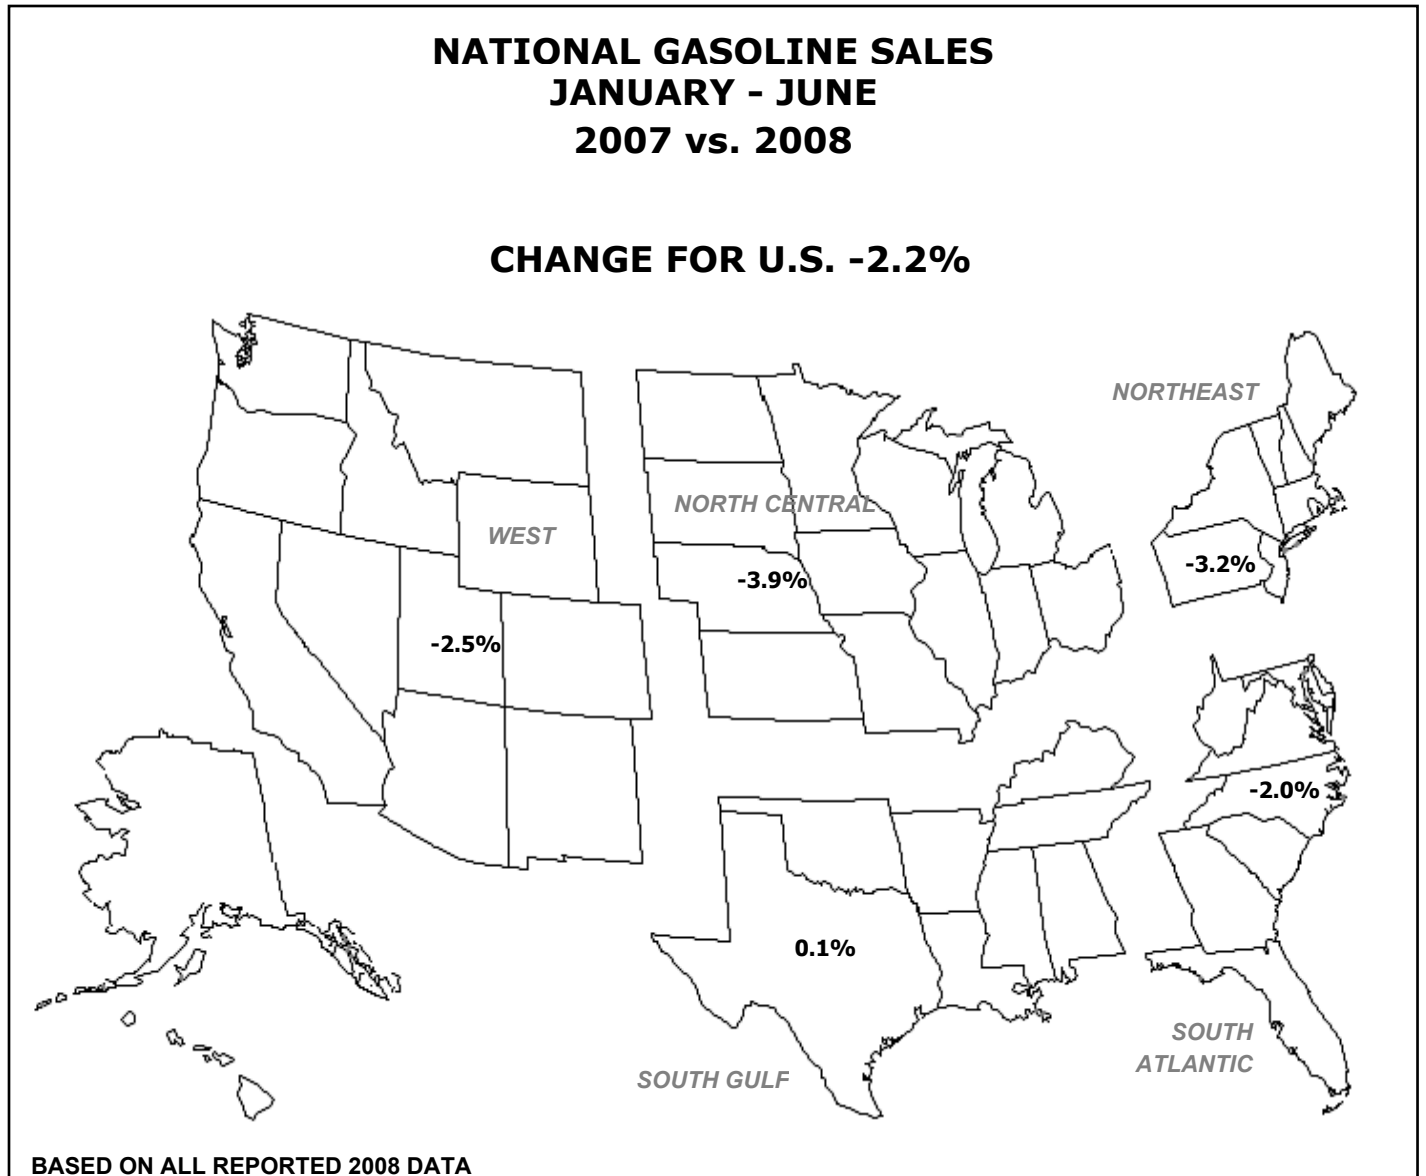 NATIONAL GASOLINE SALES
JANUARY - JUNE
2007 vs. 2008
CHANGE FOR U.S. -2.2%
NORTHEAST
NORTH CENTRAL
WEST
-3.2%
-3.9%
-2.5%
-2.0%
0.1%
SOUTH
ATLANTIC
SOUTH GULF
BASED ON ALL REPORTED 2008 DATA